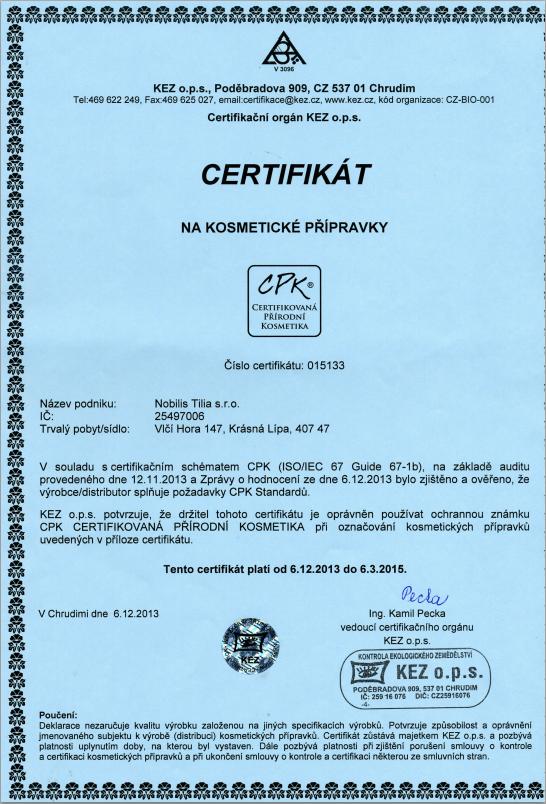 V 3096
KEZ o.p.s., Poděbradova 909, CZ 537 01 Chrudim
Tel:469 622 249, Fax:469 625 027, email:certifikace@kez.cz, www.kez.cz, kód organizace: CZ-BIO-001
Certifikační orgán KEZ o.p.s.
CERTIFIKÁT
NA KOSMETICKÉ PŘÍPRAVKY
CPK®
CERTIFIKOVANÁ
PŘÍRODNÍ
KOSMETIKA
Číslo certifikátu: 015133
Název podniku: Nobilis Tilia s.r.o.
IČ: 25497006
Trvalý pobyt/sídlo: Vlčí Hora 147, Krásná Lípa, 407 47
V souladu s certifikačním schématem CPK (ISO/IEC 67 Guide 67-1b), na základě auditu
provedeného dne 12.11.2013 a Zprávy o hodnocení ze dne 6.12.2013 bylo zjištěno a ověřeno, že
výrobce/distributor splňuje požadavky CPK Standardů.
KEZ o.p.s. potvrzuje, že držitel tohoto certifikátu je oprávněn používat ochrannou známku
CPK CERTIFIKOVANÁ PŘÍRODNÍ KOSMETIKA při označování kosmetických přípravků
uvedených v příloze certifikátu.
Tento certifikát platí od 6.12.2013 do 6.3.2015.
Pecka
V Chrudimi dne 6.12.2013
Ing. Kamil Pecka
vedoucí certifikačního orgánu
KEZ o.p.s.
KEZ
KONTROLA EKOLOGICKÉHO ZEMĚDĚLSTVÍ
KEZ o.p.s.
PODĚBRADOVA 909, 537 01 CHRUDIM
IČ: 259 16 076 DIČ: CZ25916076
-4-
Poučení:
Deklarace nezaručuje kvalitu výrobku založenou na jiných specifikacích výrobků. Potvrzuje způsobilost a oprávnění
jmenovaného subjektu k výrobě (distribuci) kosmetických přípravků. Certifikát zůstává majetkem KEZ o.p.s. a pozbývá
platnosti uplynutím doby, na kterou byl vystaven. Dále pozbývá platnosti při zjištění porušení smlouvy o kontrole
a certifikaci kosmetických přípravků a při ukončení smlouvy o kontrole a certifikaci některou ze smluvních stran.